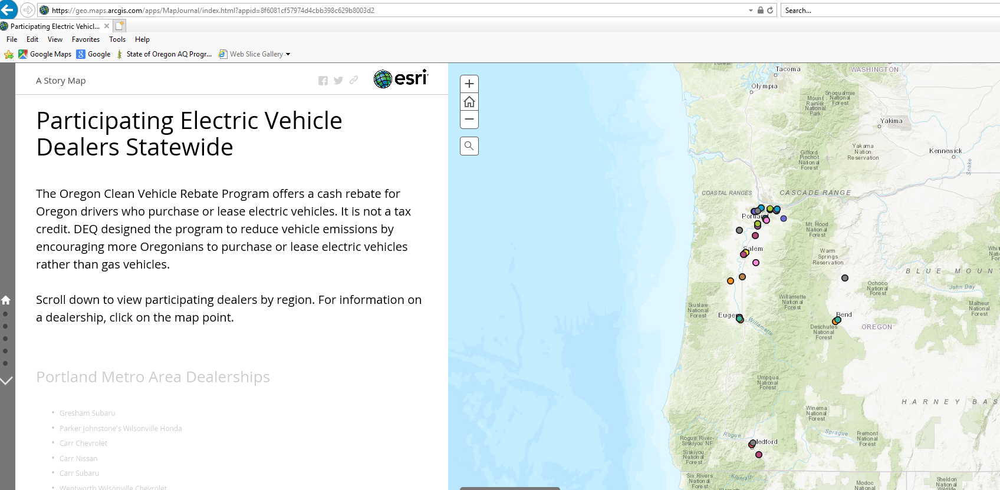 https://geo.maps.arcgis.com/apps/MapJournal/index.html?appid=8f6081cf57974d4cbb398c629b8003d2
Search...
Participating Electric Vehicl...
File Edit View Favorites Tools Help
Google Maps Google State of Oregon AQ Progr... Web Slice Gallery
A Story Map
esri
Participating Electric Vehicle
Dealers Statewide
The Oregon Clean Vehicle Rebate Program offers a cash rebate for
Oregon drivers who purchase or lease electric vehicles. It is not a tax
credit. DEQ designed the program to reduce vehicle emissions by
encouraging more Oregonians to purchase or lease electric vehicles
rather than gas vehicles.
Scroll down to view participating dealers by region. For information on
a dealership, click on the map point.
Portland Metro Area Dealerships
• Gresham Subaru
• Parker Johnstone's Wilsonville Honda
• Carr Chevrolet
• Carr Nissan
• Carr Subaru
• Wentworth Wilsonville Chevrolet
Forest
Tacoma
WASHINGTON
Olympia
Snoqualmie
National
Forest
Mount
Rainier
National
Park
Yakima
Yakama
Nation
Reservation
Kennewick
Snake
Gifford
Pinchot
National
Forest
COASTAL RANGES
CASCADE RANGE
Portland
Mt. Hood
National
Forest
Salem
Warm
Springs
Reservation
BLUE MOUN
John Day
Ochoco
National
Forest
Willamette
National
Forest
Malheur
National
Forest
Siuslaw
National
Forest
Eugen
Willamette
Bend
Deschutes
National
Forest
OREGON
Umpqua
National
Forest
HARNEY BAS
Winema
National
Forest
Rogue
Rogue River-
Siskiyou NF
Medford
Sprague
Fremont
National
Forest
Siskiyou
National
Forest
Six Rivers
National
Forest
Klamath
Klamath
Modoc
National
Sheldon
National
Wildlife